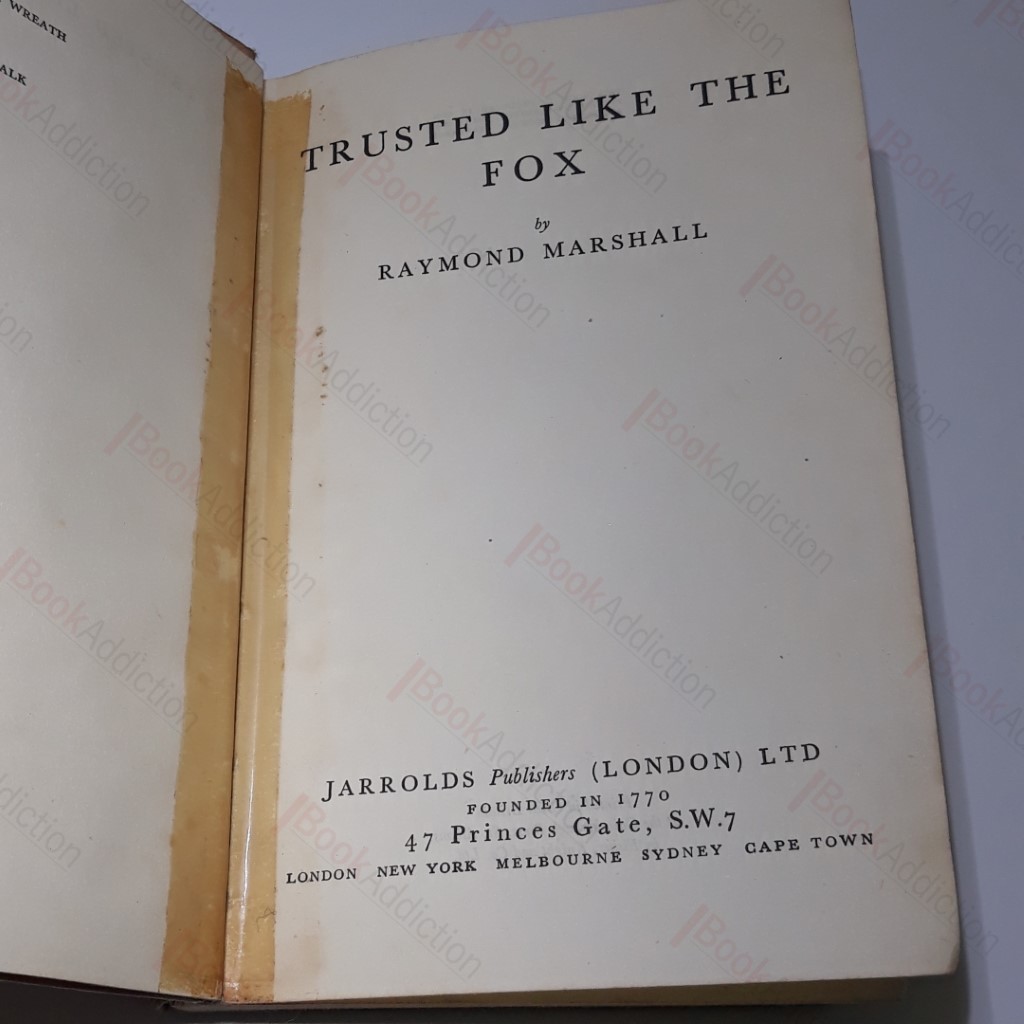 WREATH
ALK
TRUSTED LIKE THE
FOX
by
RAYMOND MARSHALL
JARROLDS Publishers (LONDON) LTD
FOUNDED IN 1770
47 Princes Gate, S.W.7
LONDON NEW YORK MELBOURNE SYDNEY CAPE TOWN
BookAddiction